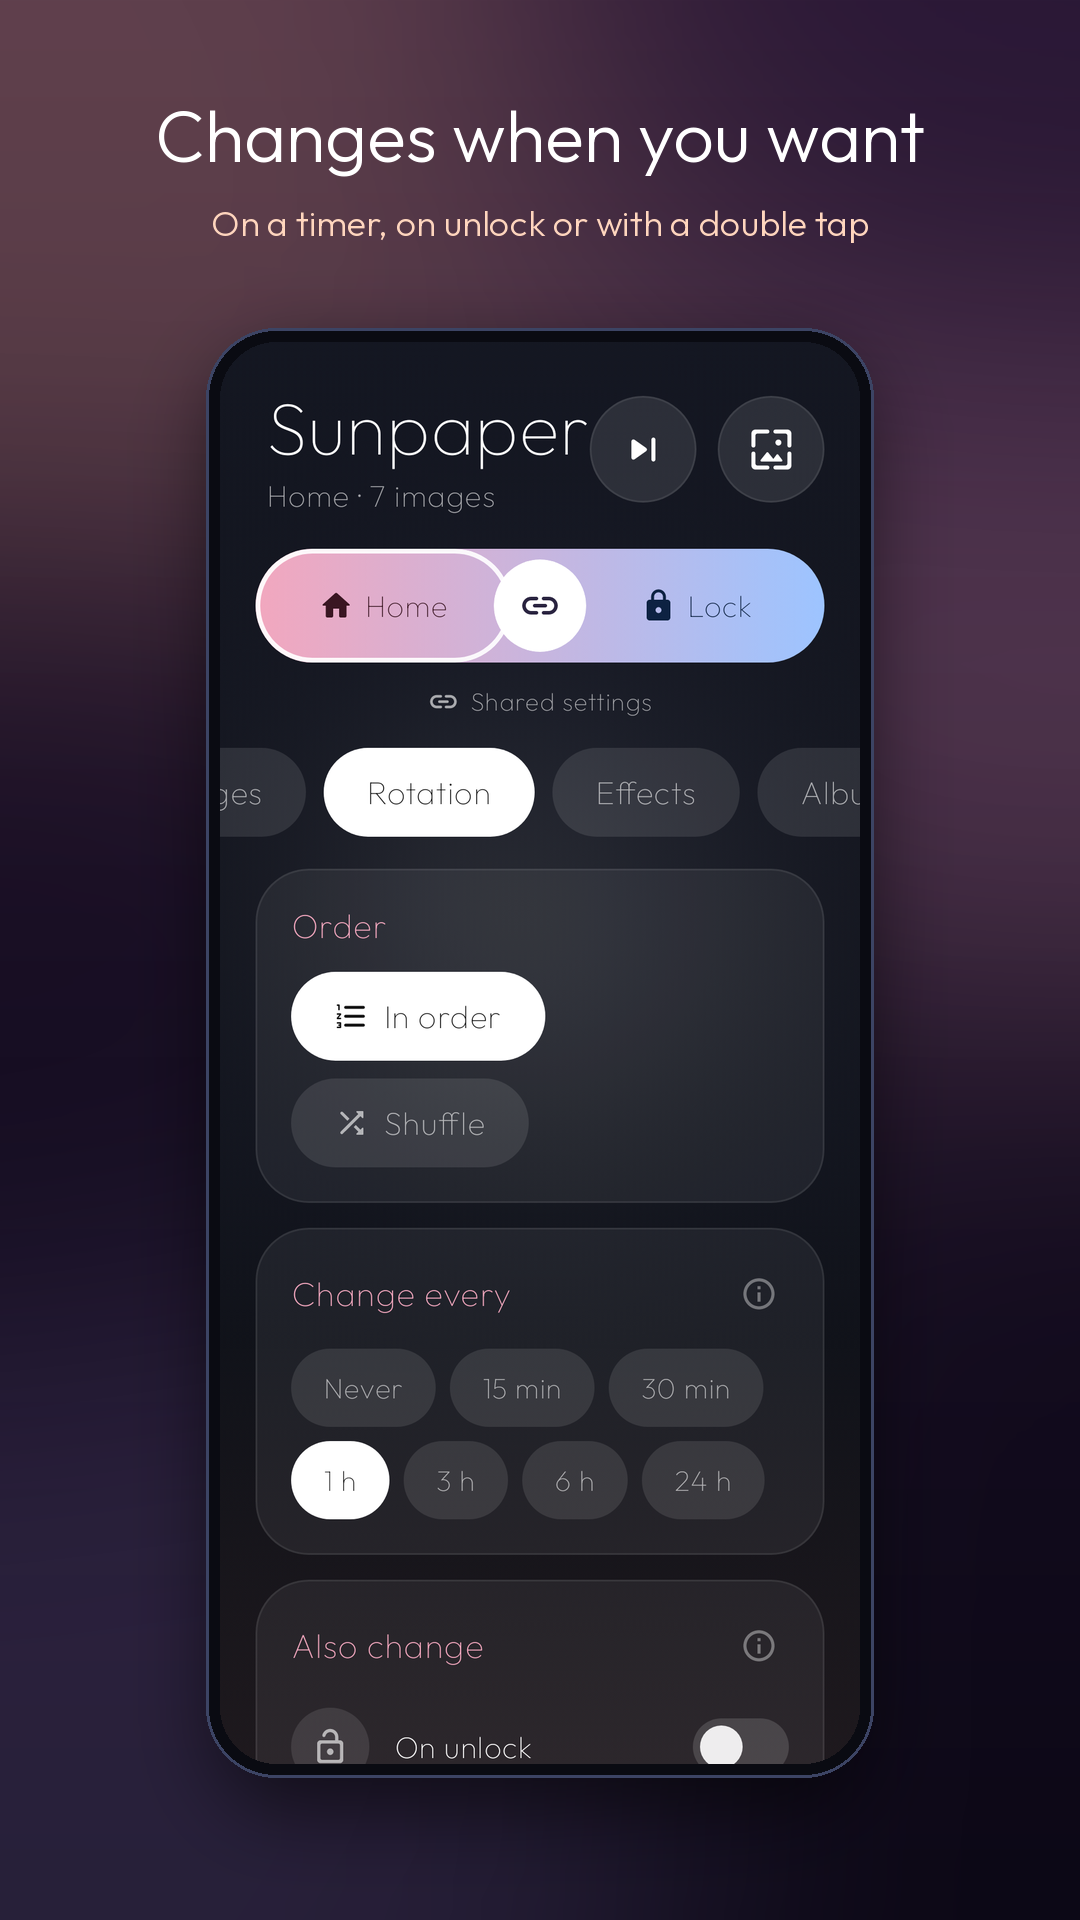 Changes when you want
On a timer, on unlock or with a double tap
Sunpaper
Home · 7 images
Home
Lock
Shared settings
ges
Rotation
Effects
Albu
Order
In order
Shuffle
Change every
Never
15 min
30 min
1 h
3 h
6 h
24 h
Also change
On unlock